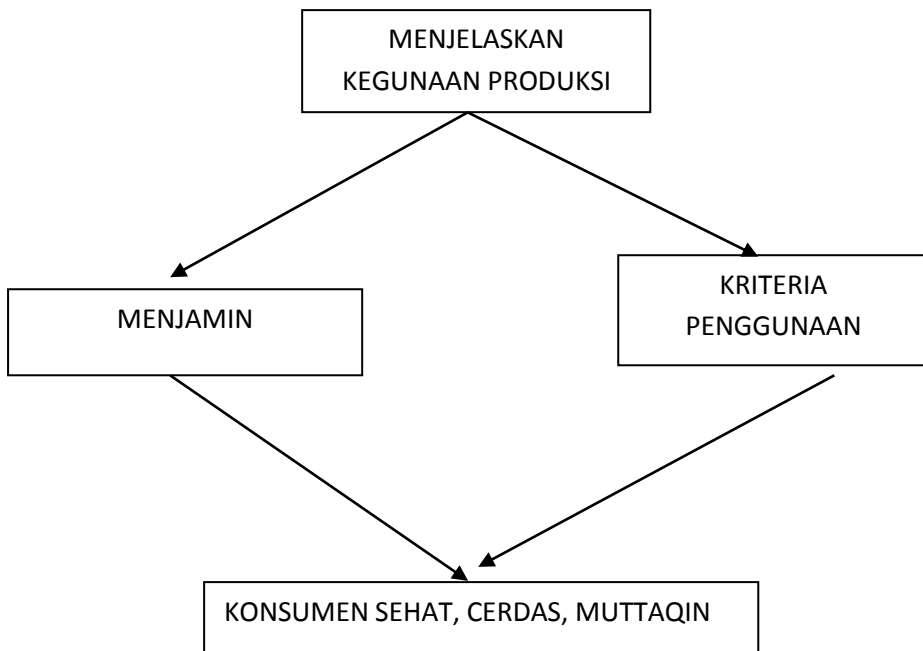 MENJELASKAN
KEGUNAAN PRODUKSI
MENJAMIN
KRITERIA
PENGGUNAAN
KONSUMEN SEHAT, CERDAS, MUTTAQIN